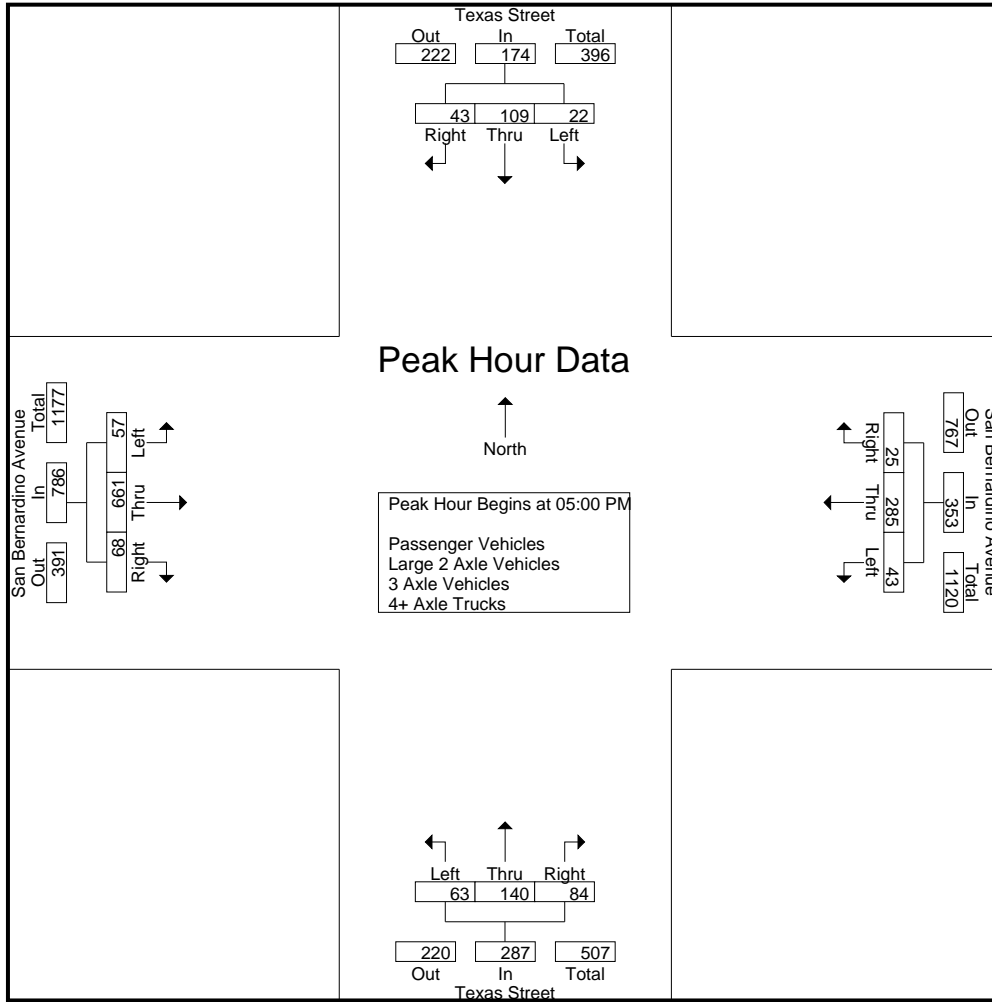 Texas Street
Out In Total
222 174 396
43 109 22
Right Thru Left
Peak Hour Data
North
Peak Hour Begins at 05:00 PM
Passenger Vehicles
Large 2 Axle Vehicles
3 Axle Vehicles
4+ Axle Trucks
San Bernardino Avenue
Out In Total
391 786 1177
68 661 57
Right Thru Left
San Bernardino Avenue
Out In Total
767 353 1120
25 285 43
Right Thru Left
Left Thru Right
63 140 84
220 287 507
Out In Total
Texas Street